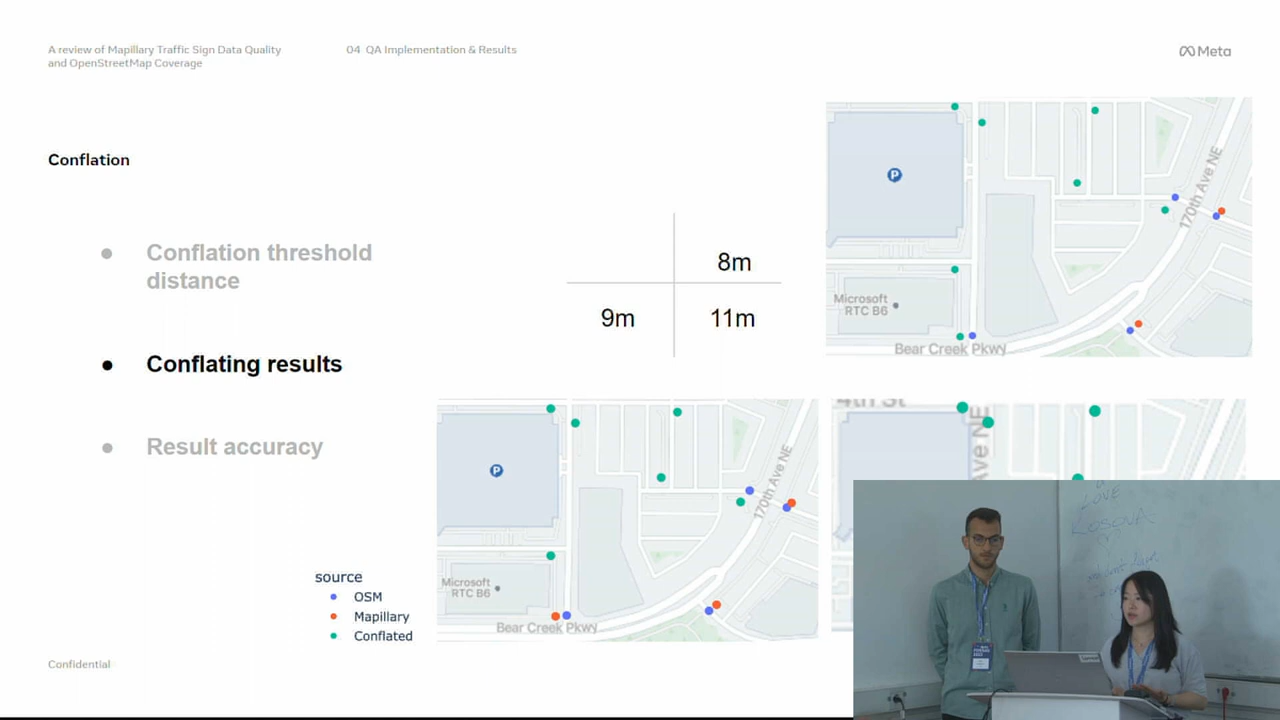 A review of Mapillary Traffic Sign Data Quality
and OpenStreetMap Coverage
04 QA Implementation & Results
Meta
Conflation
Conflation threshold
distance
Conflating results
Result accuracy
8m
9m
11m
P
170th Ave NE
Microsoft
RTC B6
Bear Creek Pkwy
P
170th Ave NE
Microsoft
RTC B6
Bear Creek Pkwy
4th St
Ave NE
source
OSM
Mapillary
Conflated
LOVE
KOSOVA
Confidential